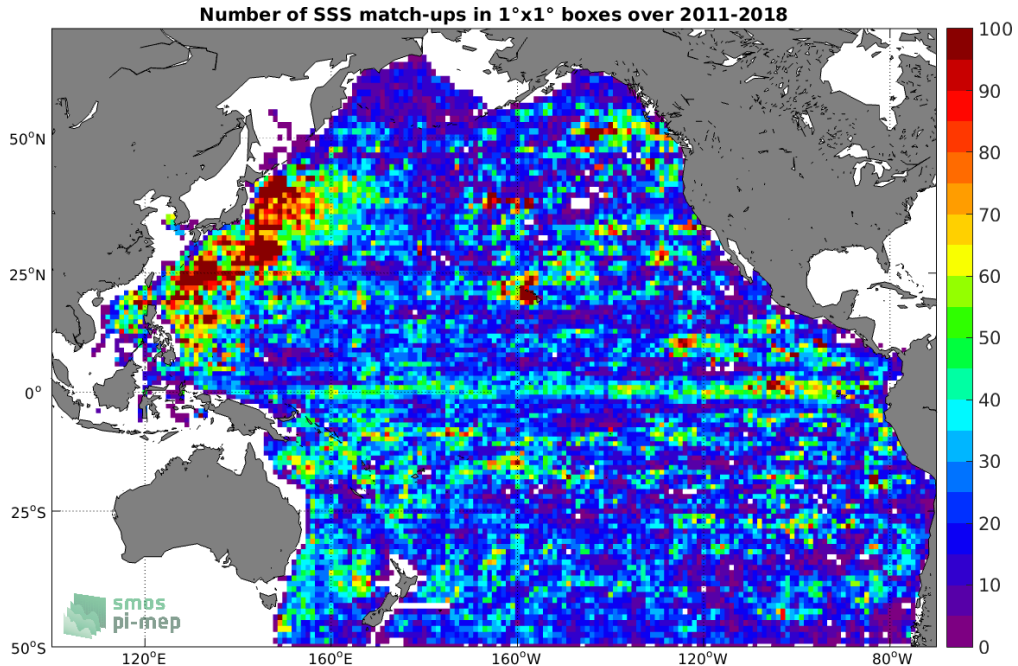 Number of SSS match-ups in 1°x1° boxes over 2011-2018
50°N
25°N
0°
25°S
50°S
120°E
160°E
160°W
120°W
80°W
100
90
80
70
60
50
40
30
20
10
0
smos
pi-mep